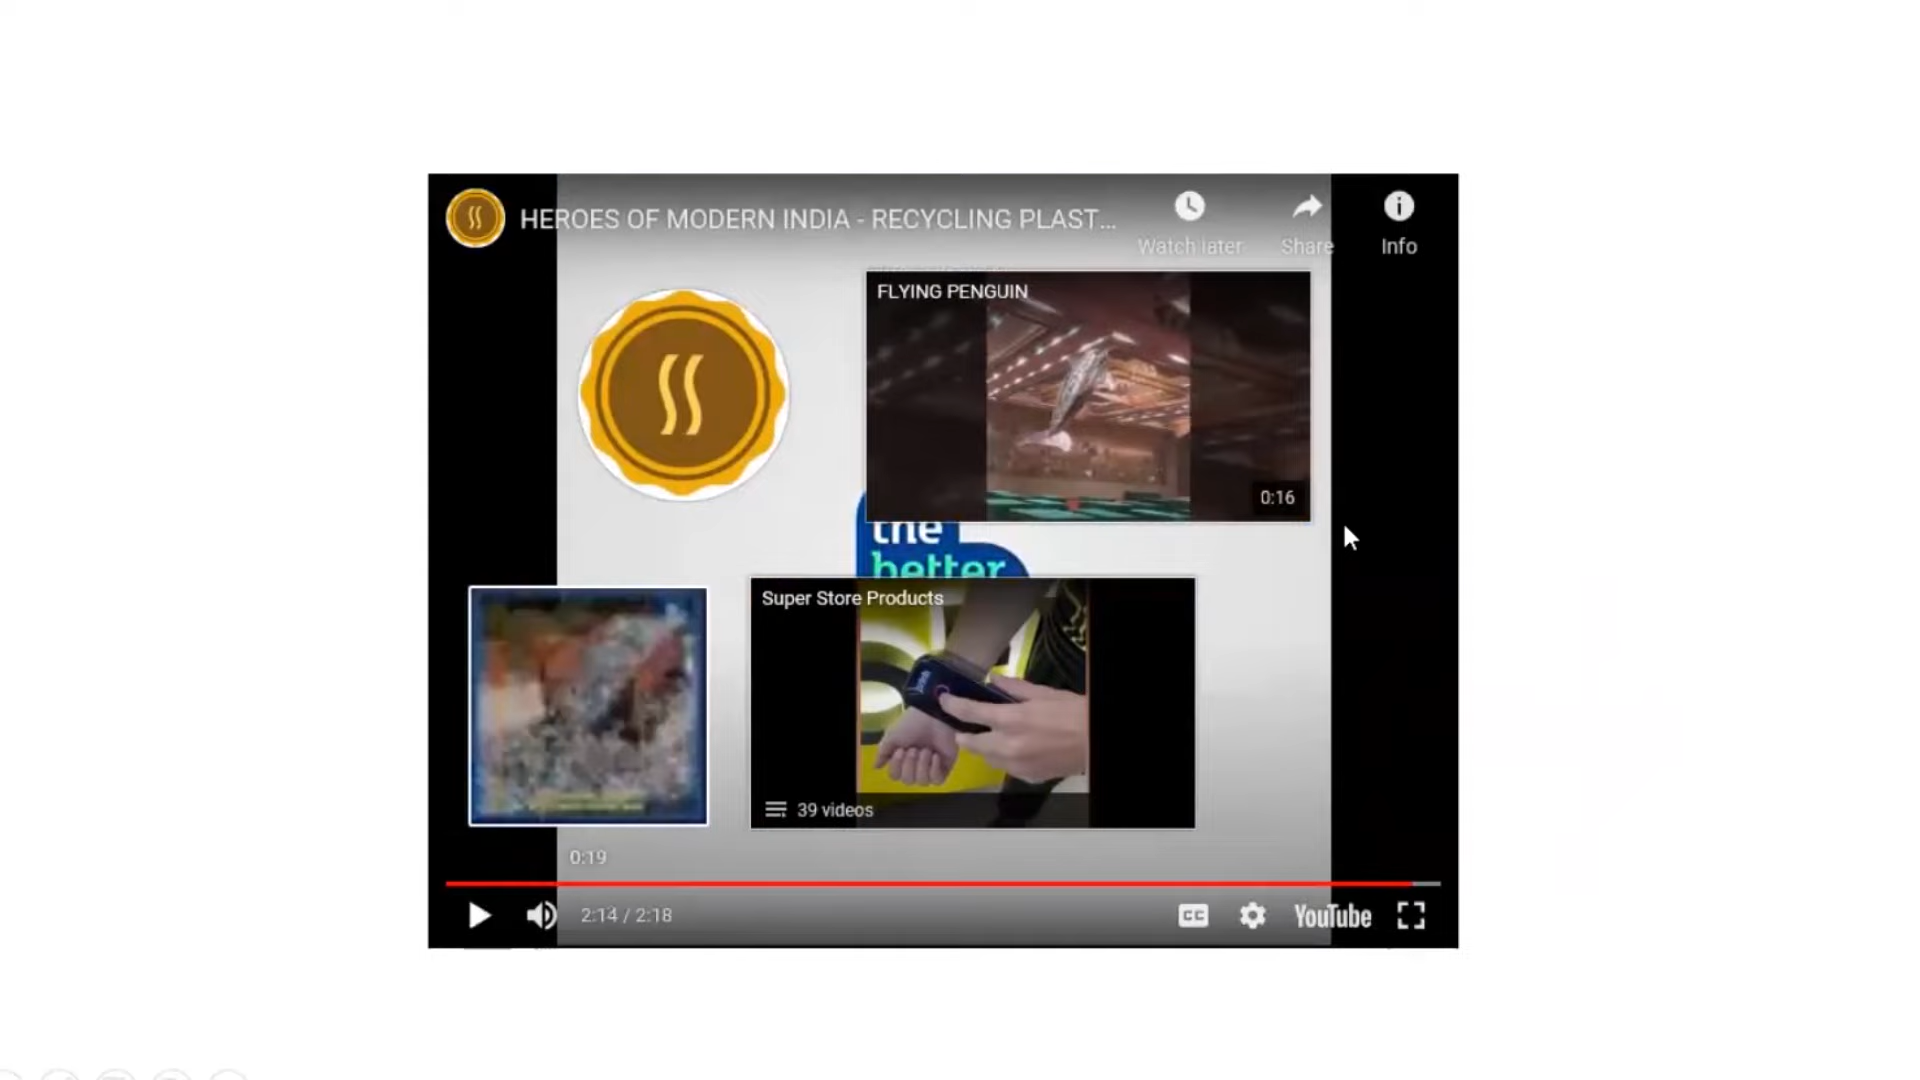 HEROES OF MODERN INDIA - RECYCLING PLAST...
Watch later
Share
Info
FLYING PENGUIN
0:16
the
better
Super Store Products
39 videos
0:19
2:14 / 2:18
CC
YouTube